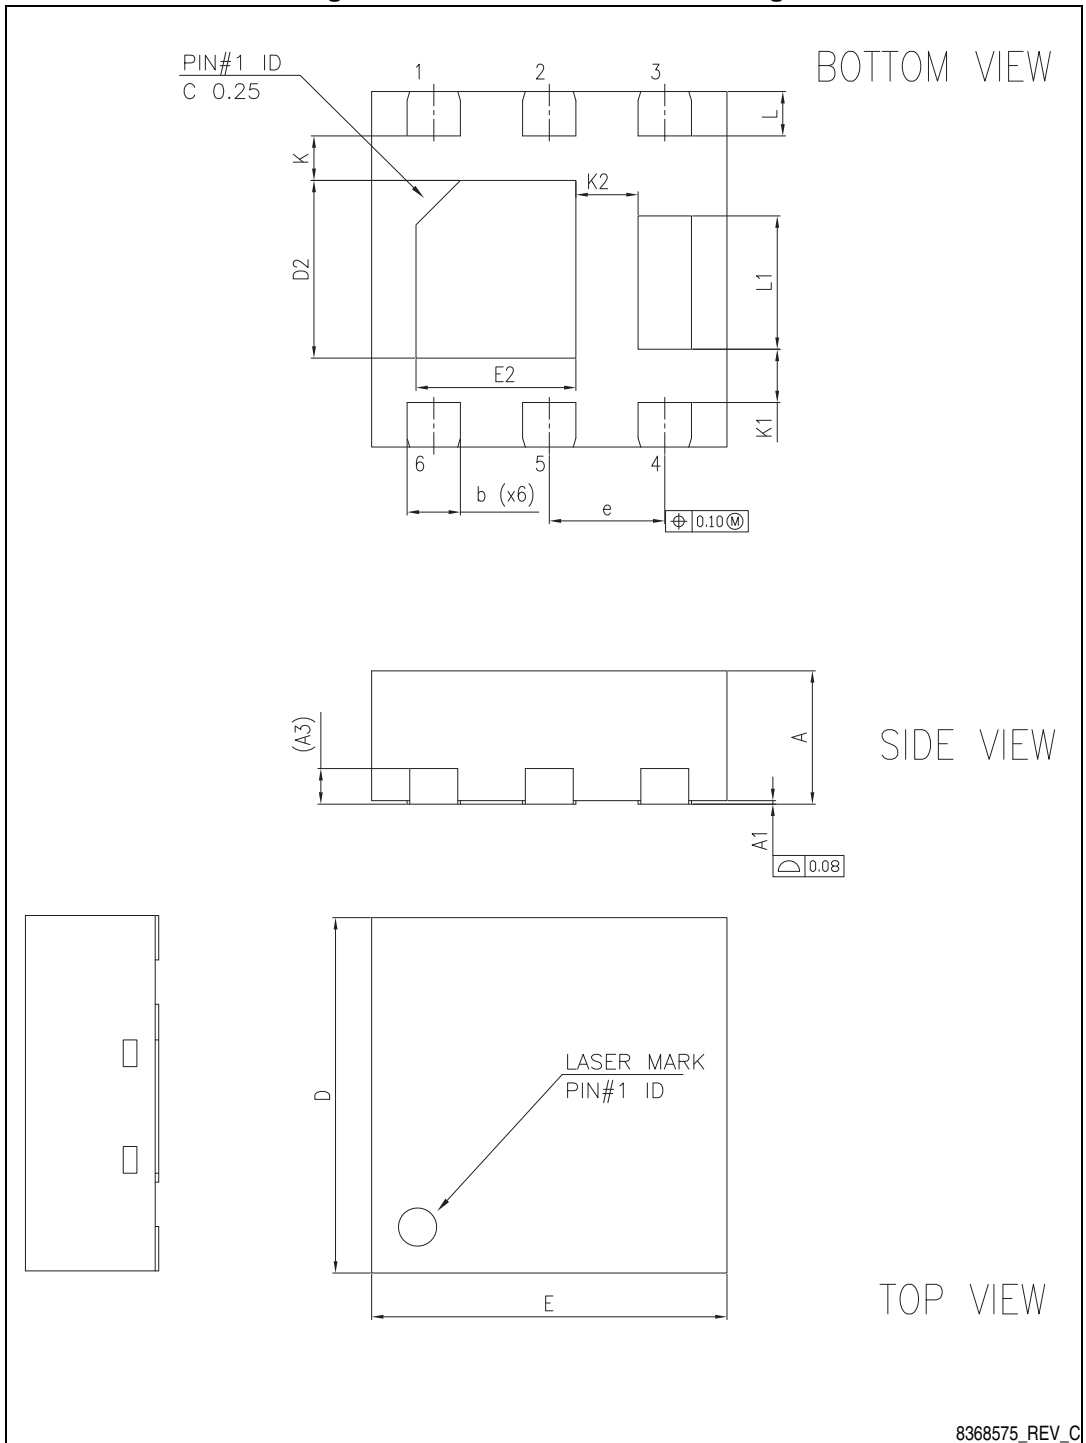 PIN#1 ID
C 0.25
BOTTOM VIEW
1
2
3
L
K
K2
D2
L1
E2
K1
6
5
4
b (x6)
e
0.10 M
(A3)
A
SIDE VIEW
A1
0.08
D
LASER MARK
PIN#1 ID
E
TOP VIEW
8368575_REV_C